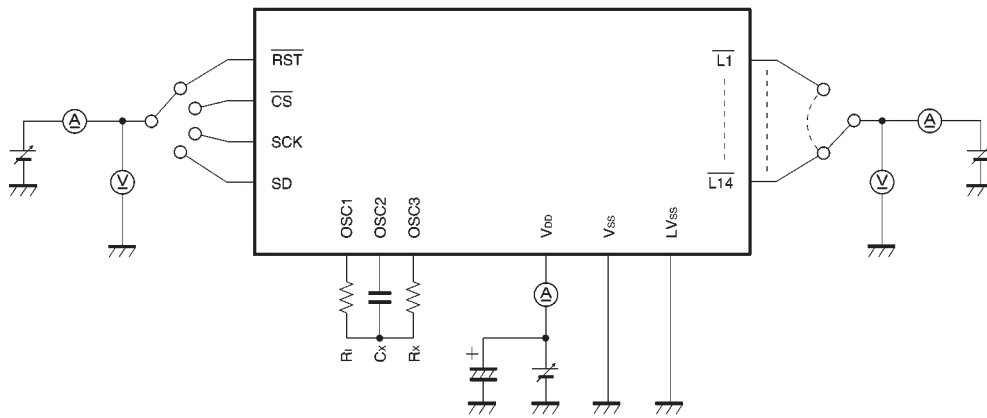 RST
CS
SCK
SD
L1
L14
A
V
A
V
OSC1
OSC2
OSC3
VDD
VSS
LVSS
A
+
RI
CX
RX